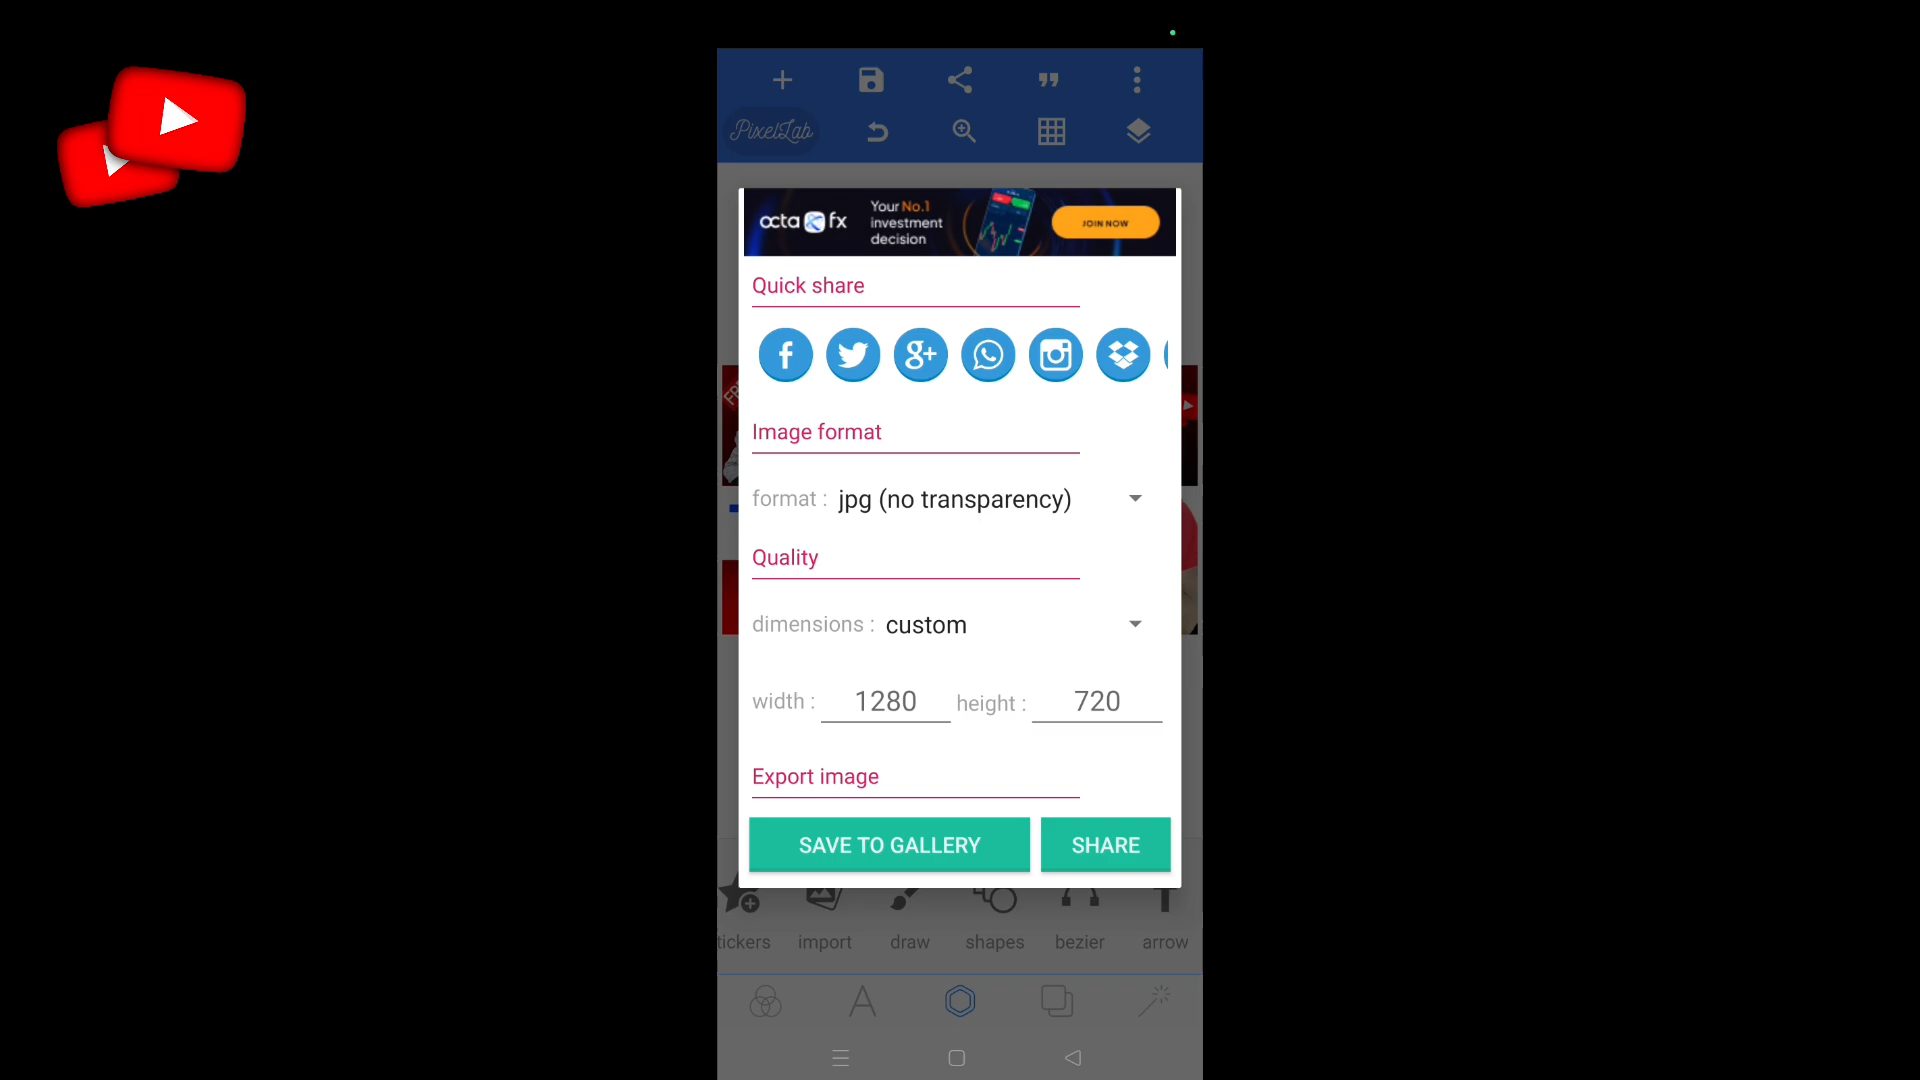 PixelLab
octa fx
Your No.1
investment
decision
JOIN NOW
Quick share
Image format
format : jpg (no transparency)
Quality
dimensions : custom
width : 1280 height : 720
Export image
SAVE TO GALLERY SHARE
tickers import draw shapes bezier arrow